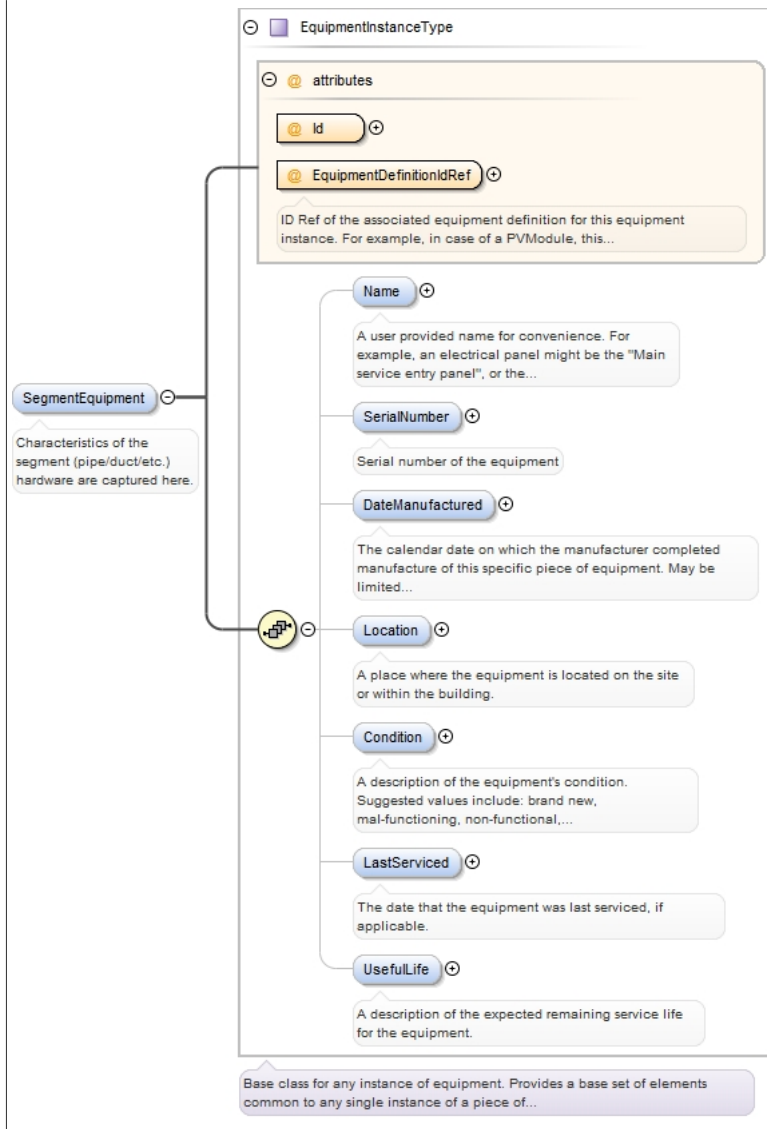 EquipmentInstanceType
@ attributes
@ Id
@ EquipmentDefinitionIdRef
ID Ref of the associated equipment definition for this equipment
instance. For example, in case of a PVModule, this...
Name
A user provided name for convenience. For
example, an electrical panel might be the "Main
service entry panel", or the...
SegmentEquipment
Characteristics of the
segment (pipe/duct/etc.)
hardware are captured here.
SerialNumber
Serial number of the equipment
DateManufactured
The calendar date on which the manufacturer completed
manufacture of this specific piece of equipment. May be
limited...
Location
A place where the equipment is located on the site
or within the building.
Condition
A description of the equipment's condition.
Suggested values include: brand new,
mal-functioning, non-functional,...
LastServiced
The date that the equipment was last serviced, if
applicable.
UsefulLife
A description of the expected remaining service life
for the equipment.
Base class for any instance of equipment. Provides a base set of elements
common to any single instance of a piece of...